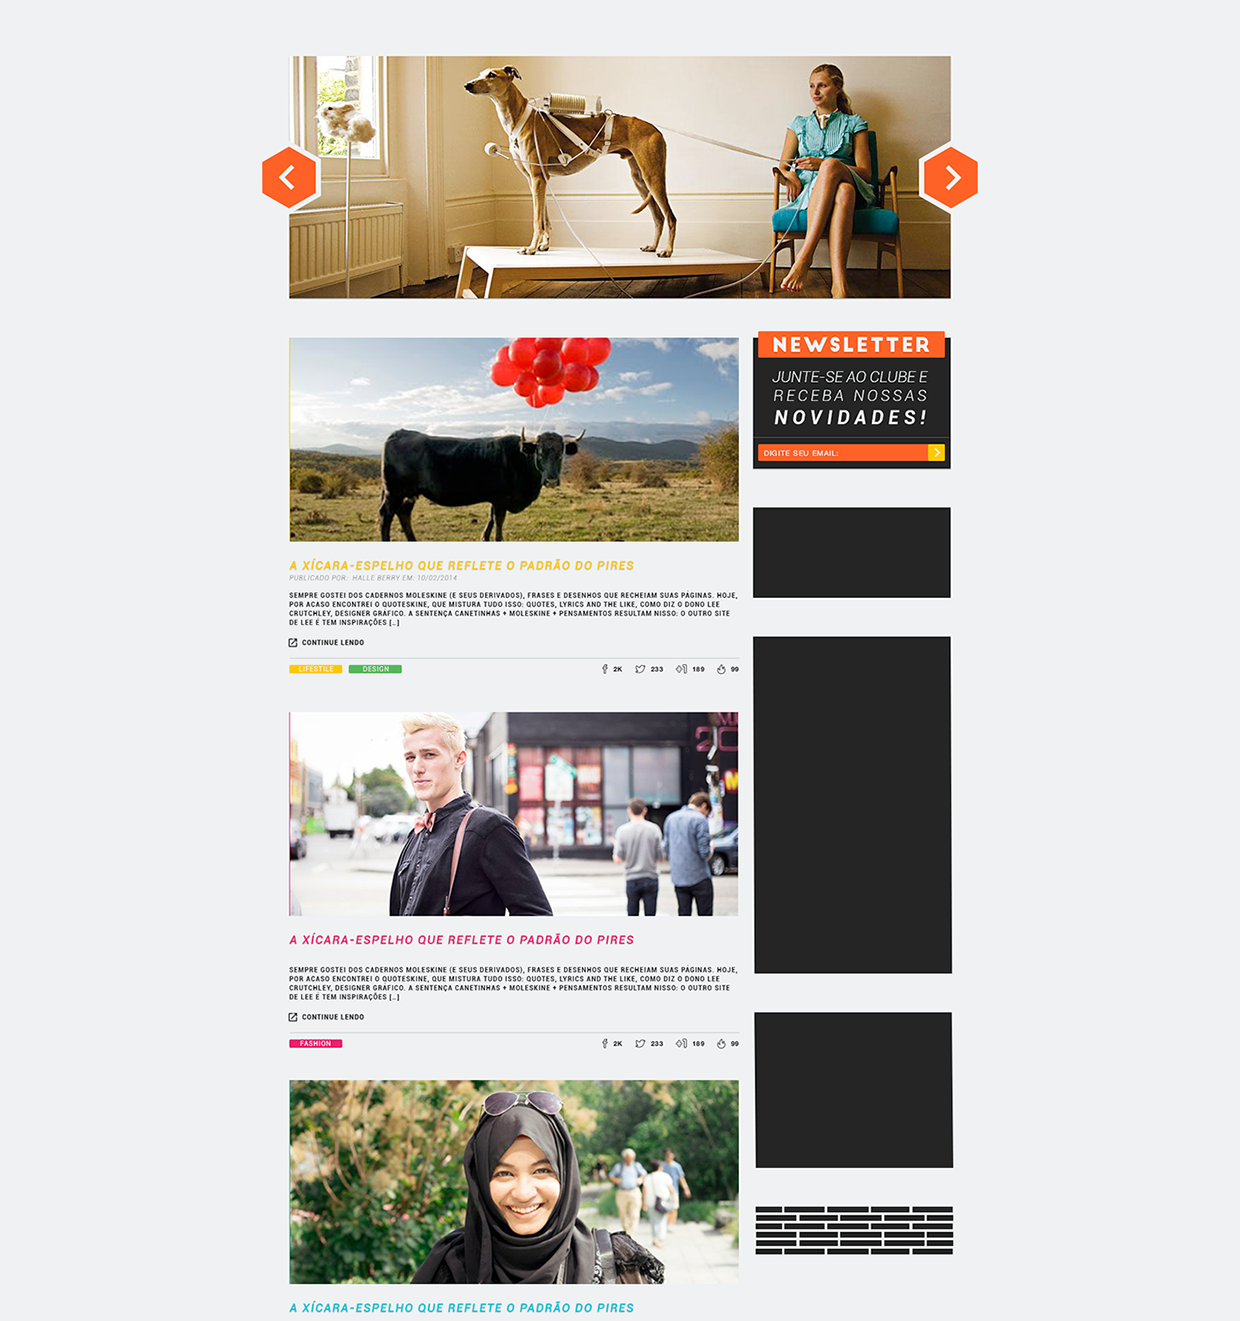 NEWSLETTER
JUNTE-SE AO CLUBE E
RECEBA NOSSAS
NOVIDADES!
DIGITE SEU EMAIL:
A XÍCARA-ESPELHO QUE REFLETE O PADRÃO DO PIRES
PUBLICADO POR: HALLE BERRY EM: 10/02/2014
SEMPRE GOSTEI DOS CADERNOS MOLESKINE (E SEUS DERIVADOS), FRASES E DESENHOS QUE RECHEIAM SUAS PÁGINAS. HOJE,
POR ACASO ENCONTREI O QUOTESKINE, QUE MISTURA TUDO ISSO: QUOTES, LYRICS AND THE LIKE, COMO DIZ O DONO LEE
CRUTCHLEY, DESIGNER GRÁFICO. A SENTENÇA CANETINHAS + MOLESKINE + PENSAMENTOS RESULTAM NISSO: O OUTRO SITE
DE LEE É TEM INSPIRAÇÕES [...]
CONTINUE LENDO
LIFESTILE DESIGN 2K 233 189 99
A XÍCARA-ESPELHO QUE REFLETE O PADRÃO DO PIRES
SEMPRE GOSTEI DOS CADERNOS MOLESKINE (E SEUS DERIVADOS), FRASES E DESENHOS QUE RECHEIAM SUAS PÁGINAS. HOJE,
POR ACASO ENCONTREI O QUOTESKINE, QUE MISTURA TUDO ISSO: QUOTES, LYRICS AND THE LIKE, COMO DIZ O DONO LEE
CRUTCHLEY, DESIGNER GRÁFICO. A SENTENÇA CANETINHAS + MOLESKINE + PENSAMENTOS RESULTAM NISSO: O OUTRO SITE
DE LEE É TEM INSPIRAÇÕES [...]
CONTINUE LENDO
FASHION 2K 233 189 99
A XÍCARA-ESPELHO QUE REFLETE O PADRÃO DO PIRES